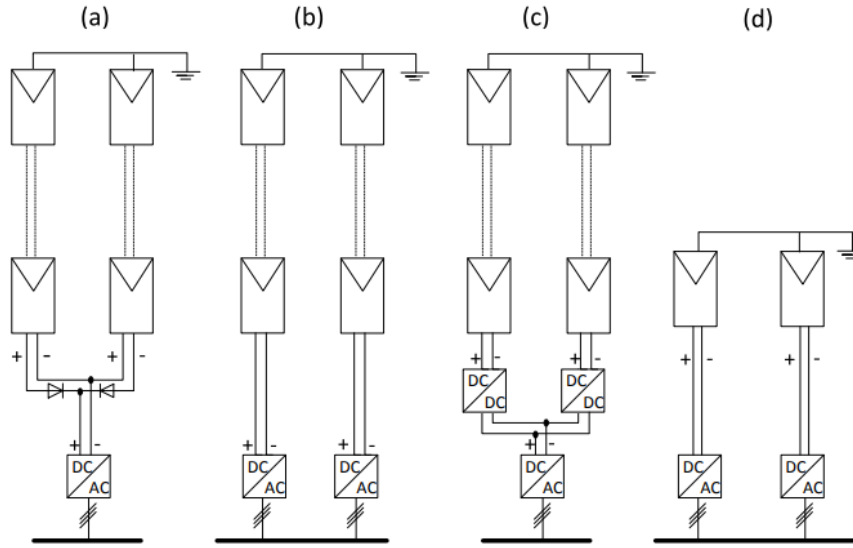 (a) (b) (c) (d)
+ - + -
+ - + -
DC DC
DC DC
+ - + - + - + -
DC DC DC DC DC DC
AC AC AC AC AC AC